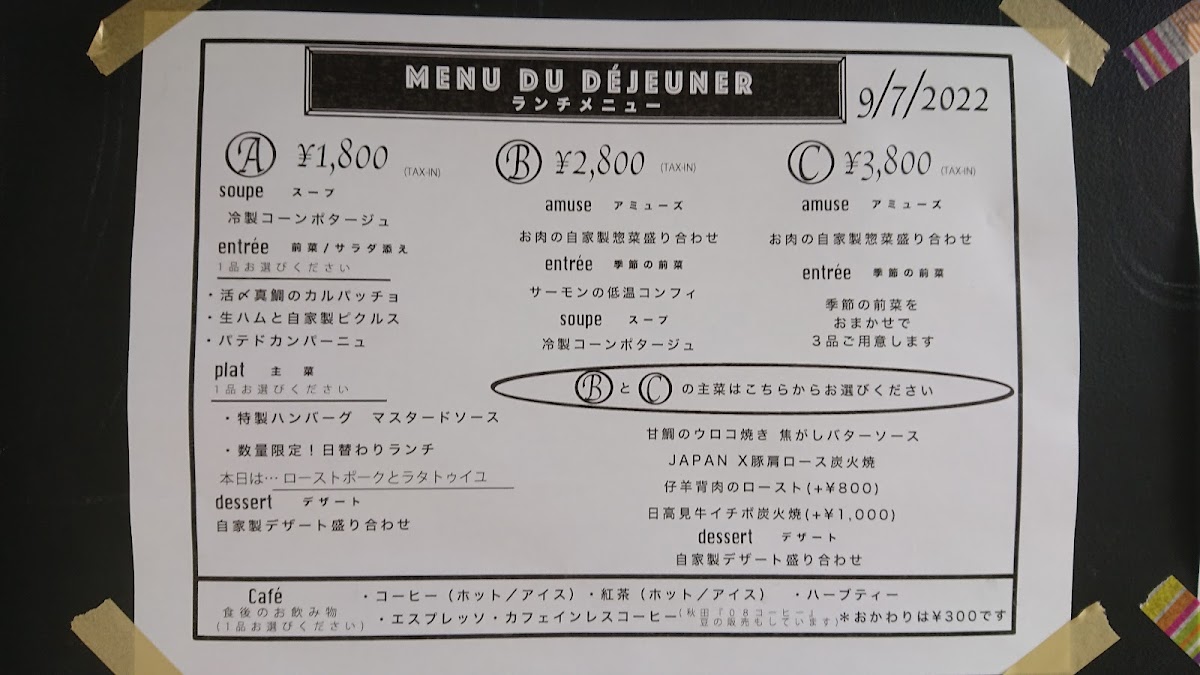 MENU DU DÉJEUNER
ランチメニュー
9/7/2022
A ¥1,800 (TAX-IN)
soupe スープ
冷製コーンポタージュ
entrée 前菜/サラダ添え
1品お選びください
・活〆真鯛のカルパッチョ
・生ハムと自家製ピクルス
・パテドカンパーニュ
plat 主 菜
1品お選びください
・特製ハンバーグ マスタードソース
・数量限定！日替わりランチ
本日は… ローストポークとラタトゥイユ
dessert デザート
自家製デザート盛り合わせ
B ¥2,800 (TAX-IN)
amuse アミューズ
お肉の自家製惣菜盛り合わせ
entrée 季節の前菜
サーモンの低温コンフィ
soupe スープ
冷製コーンポタージュ
C ¥3,800 (TAX-IN)
amuse アミューズ
お肉の自家製惣菜盛り合わせ
entrée 季節の前菜
季節の前菜を
おまかせで
3品ご用意します
BとCの主菜はこちらからお選びください
甘鯛のウロコ焼き 焦がしバターソース
JAPAN X豚肩ロース炭火焼
仔羊背肉のロースト(+¥800)
日高見牛イチボ炭火焼(+¥1,000)
dessert デザート
自家製デザート盛り合わせ
Café
食後のお飲み物
(1品お選びください)
・コーヒー（ホット／アイス）・紅茶（ホット／アイス） ・ハーブティー
・エスプレッソ・カフェインレスコーヒー(秋田「08コーヒー」豆の販売もしています)＊おかわりは¥300です